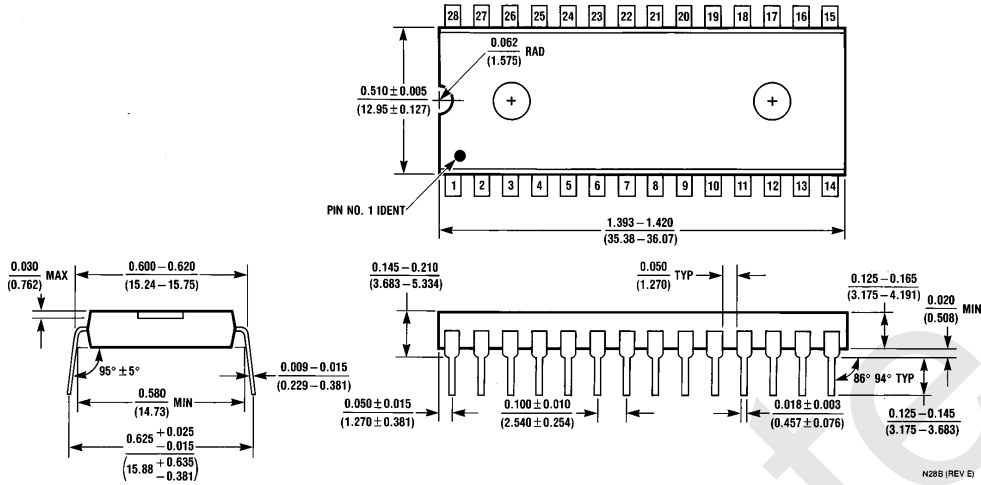 28 27 26 25 24 23 22 21 20 19 18 17 16 15
0.062
(1.575)
RAD
0.510 ± 0.005
(12.95 ± 0.127)
PIN NO. 1 IDENT
1 2 3 4 5 6 7 8 9 10 11 12 13 14
1.393 – 1.420
(35.38 – 36.07)
0.030
(0.762)
MAX
0.600 – 0.620
(15.24 – 15.75)
95° ±5°
0.580
(14.73)
MIN
0.625 +0.025
−0.015
(15.88 +0.635
−0.381)
0.009 – 0.015
(0.229 – 0.381)
0.145 – 0.210
(3.683 – 5.334)
0.050
(1.270)
TYP
0.125 – 0.165
(3.175 – 4.191)
0.020
(0.508)
MIN
0.050 ± 0.015
(1.270 ± 0.381)
0.100 ± 0.010
(2.540 ± 0.254)
0.018 ± 0.003
(0.457 ± 0.076)
86° 94° TYP
0.125 – 0.145
(3.175 – 3.683)
N28B (REV E)